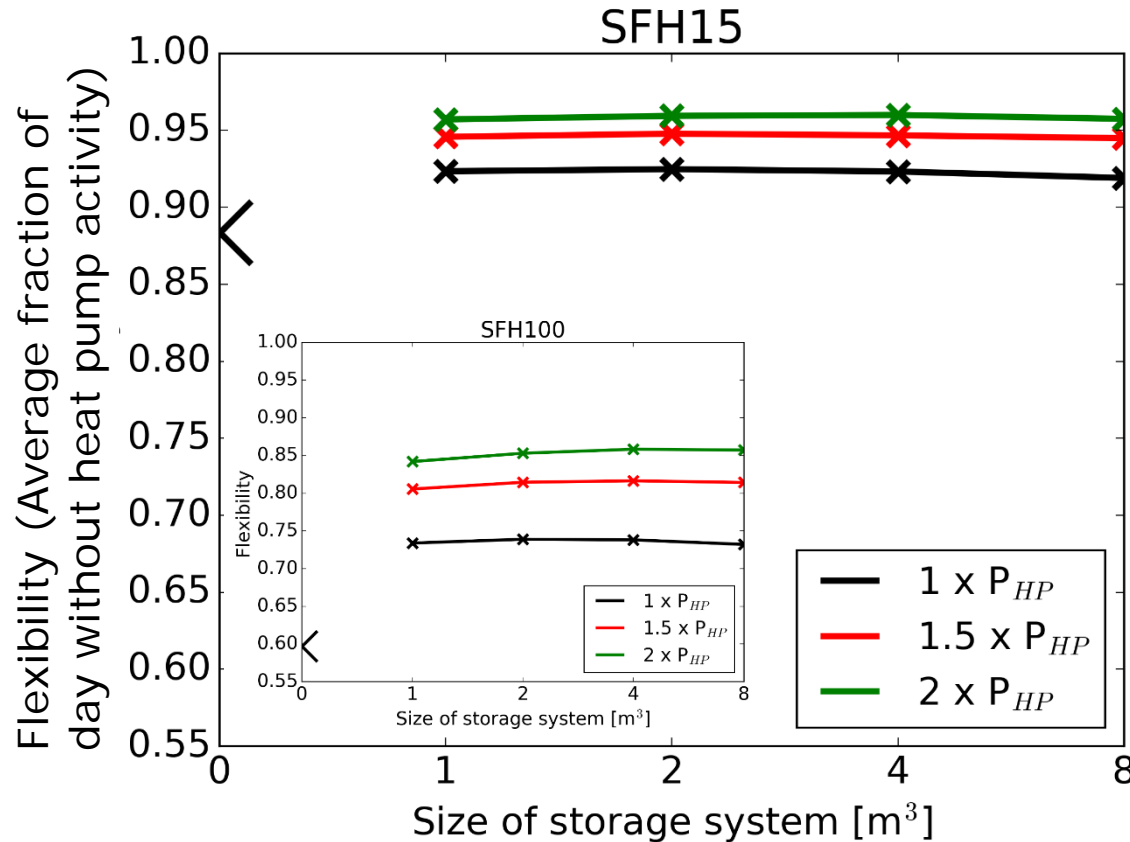 SFH15
Flexibility (Average fraction of
day without heat pump activity)
1.00
0.95
0.90
0.85
0.80
0.75
0.70
0.65
0.60
0.55
SFH100
Flexibility
1.00
0.95
0.90
0.85
0.80
0.75
0.70
0.65
0.60
0.55
1 x P_HP
1.5 x P_HP
2 x P_HP
0 1 2 4 8
Size of storage system [m³]
1 x P_HP
1.5 x P_HP
2 x P_HP
0 1 2 4 8
Size of storage system [m³]